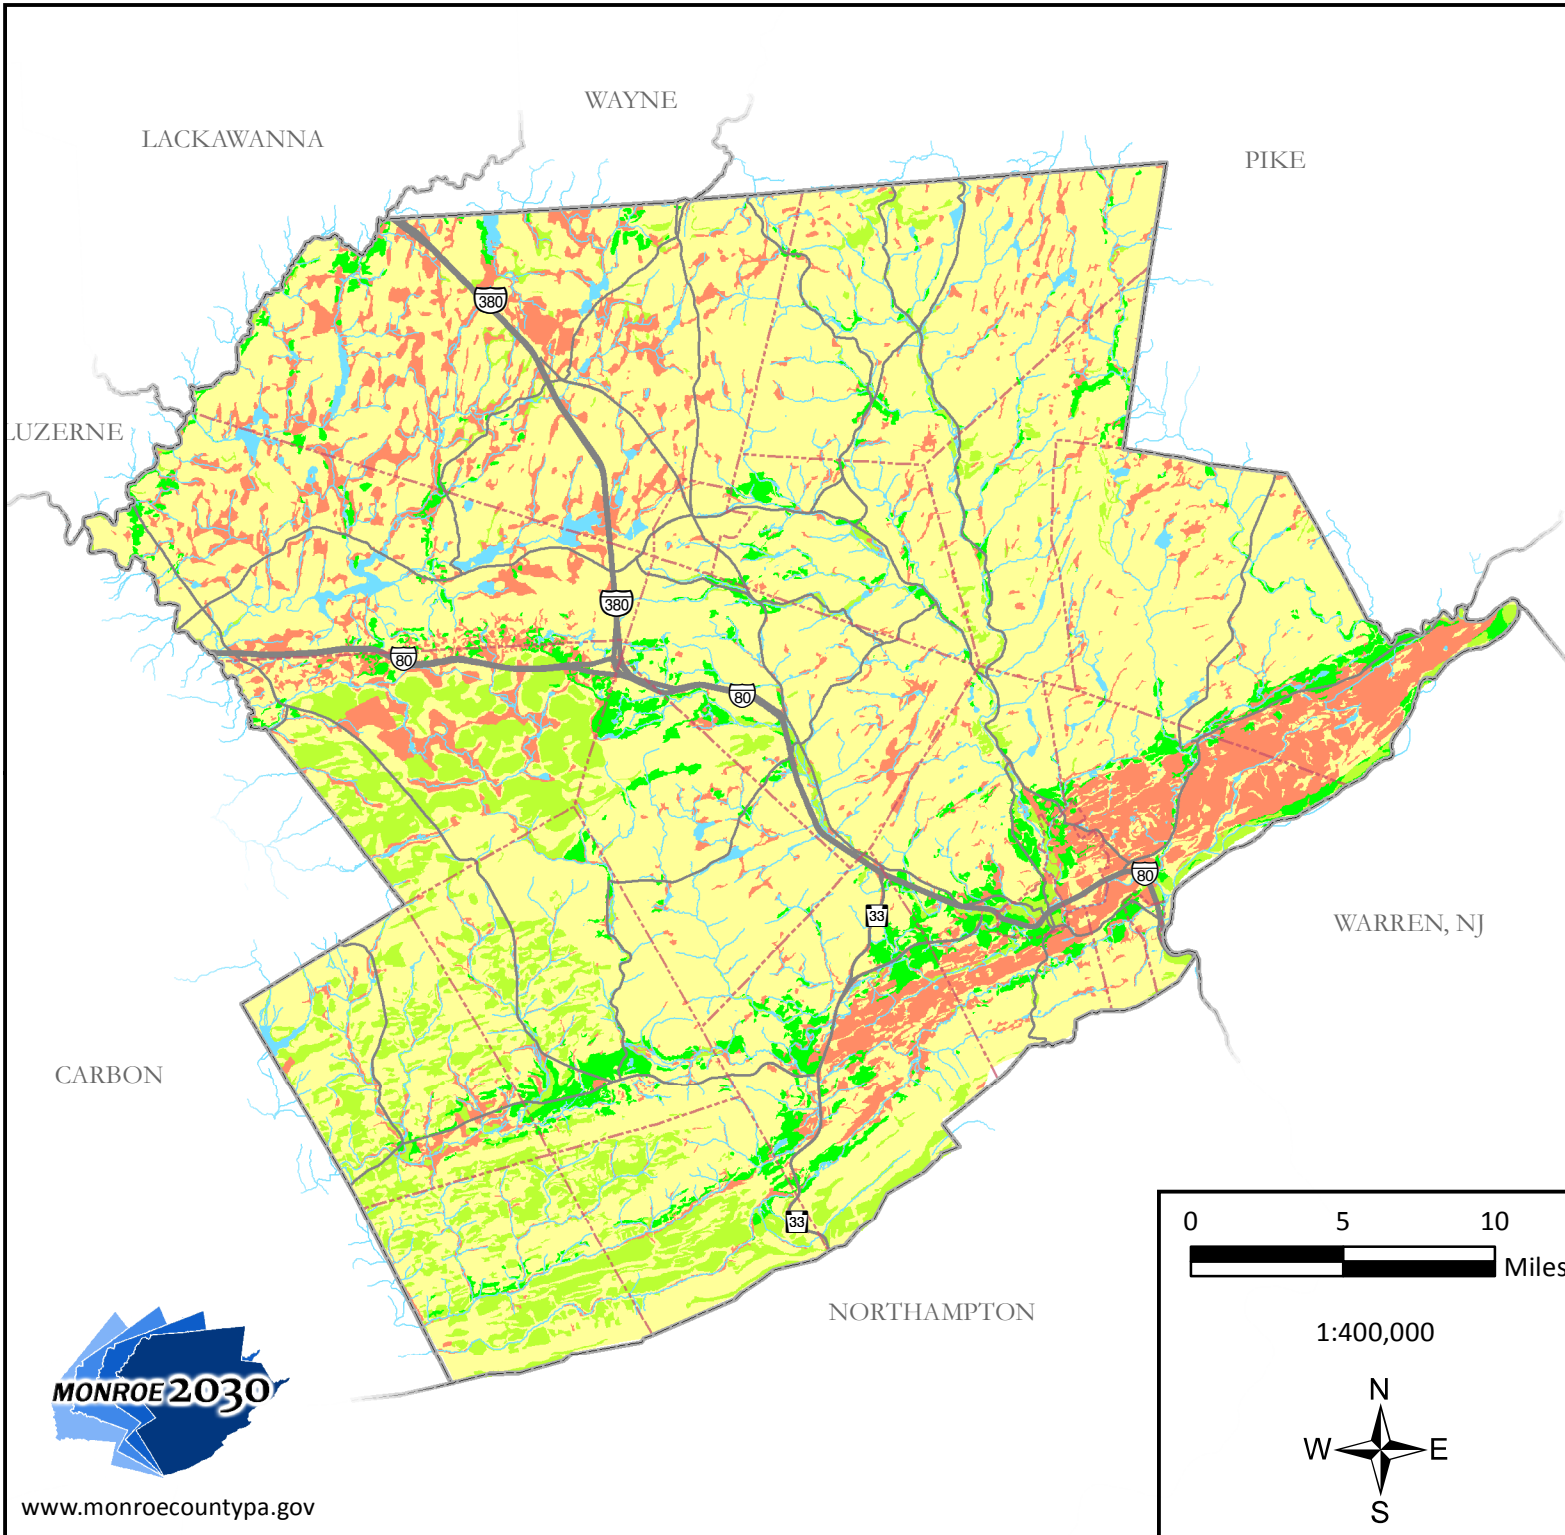 WAYNE
LACKAWANNA
PIKE
380
LUZERNE
380
80
80
80
33
WARREN, NJ
CARBON
33
NORTHAMPTON
0 5 10
Miles
1:400,000
N
W E
S
MONROE 2030
www.monroecountypa.gov